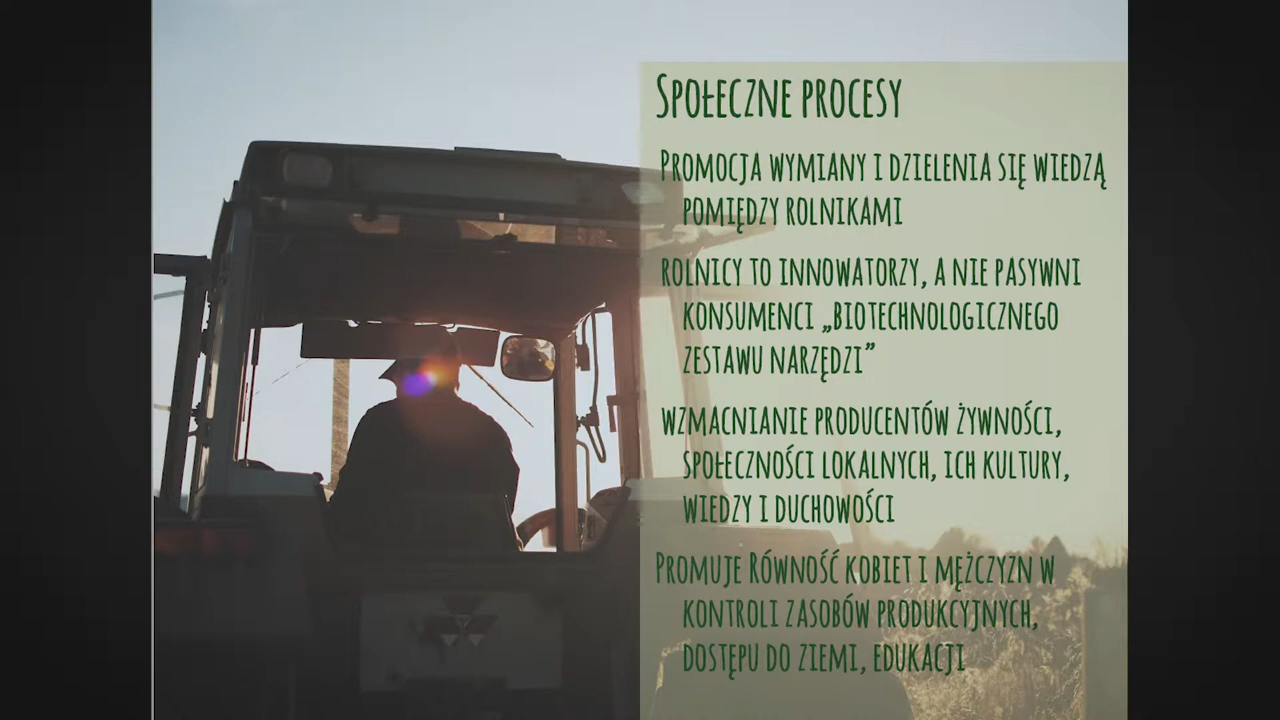 Społeczne procesy
Promocja wymiany i dzielenia się wiedzą
pomiędzy rolnikami
rolnicy to innowatorzy, a nie pasywni
konsumenci „biotechnologicznego
zestawu narzędzi”
wzmacnianie producentów żywności,
społeczności lokalnych, ich kultury,
wiedzy i duchowości
Promuje Równość kobiet i mężczyzn w
kontroli zasobów produkcyjnych,
dostępu do ziemi, edukacji